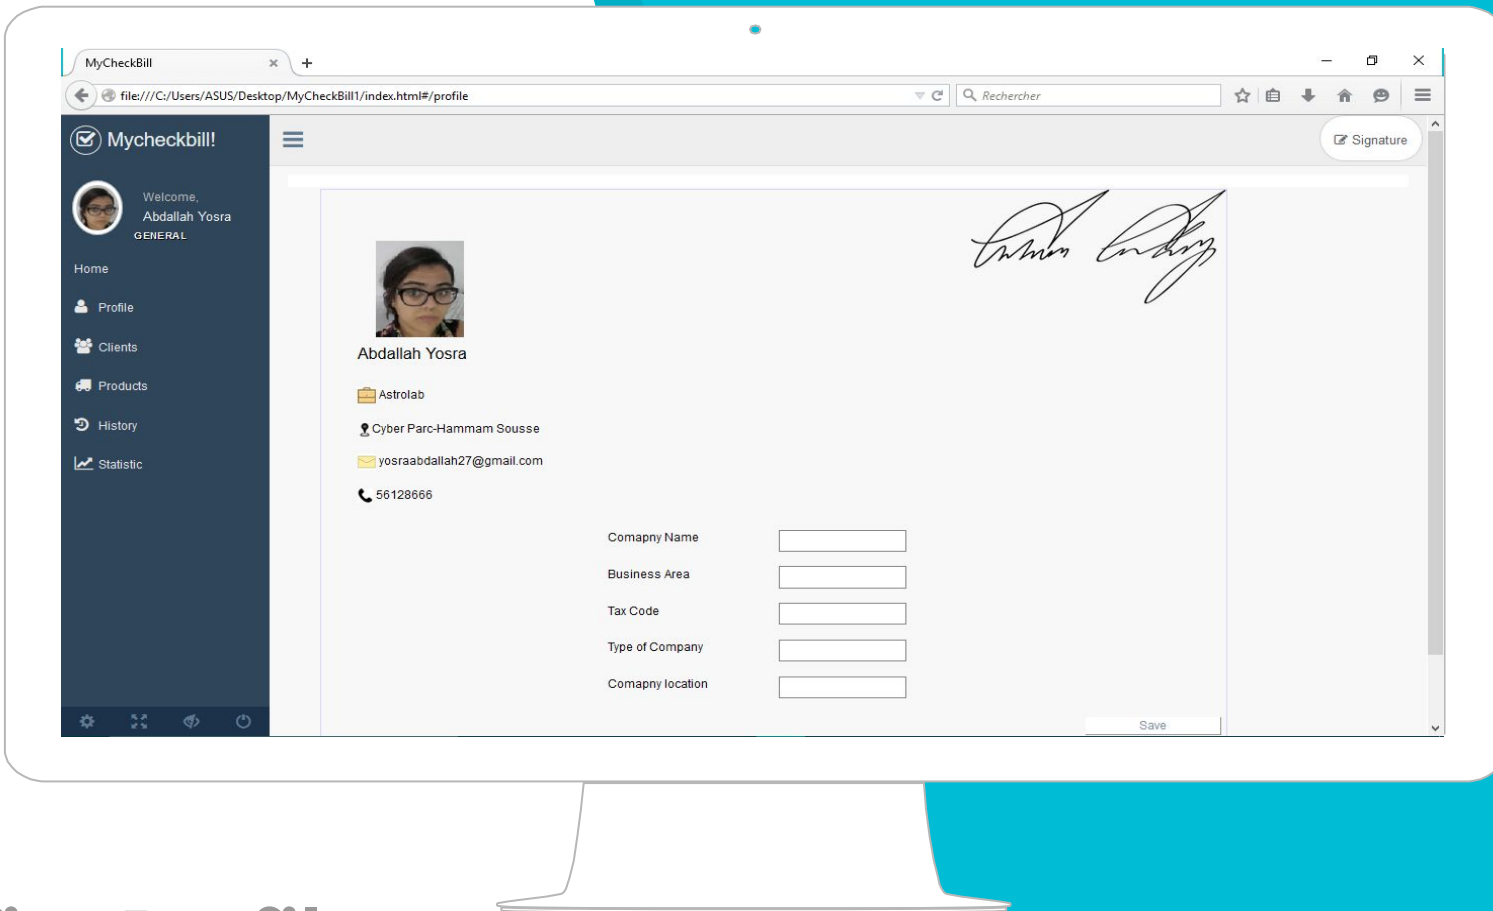 MyCheckBill
file:///C:/Users/ASUS/Desktop/MyCheckBill1/index.html#/profile
Rechercher
Mycheckbill!
Signature
Welcome,
Abdallah Yosra
GENERAL
Home
Profile
Clients
Products
History
Statistic
Abdallah Yosra
Astrolab
Cyber Parc-Hammam Sousse
yosraabdallah27@gmail.com
56128666
Comapny Name
Business Area
Tax Code
Type of Company
Comapny location
Save